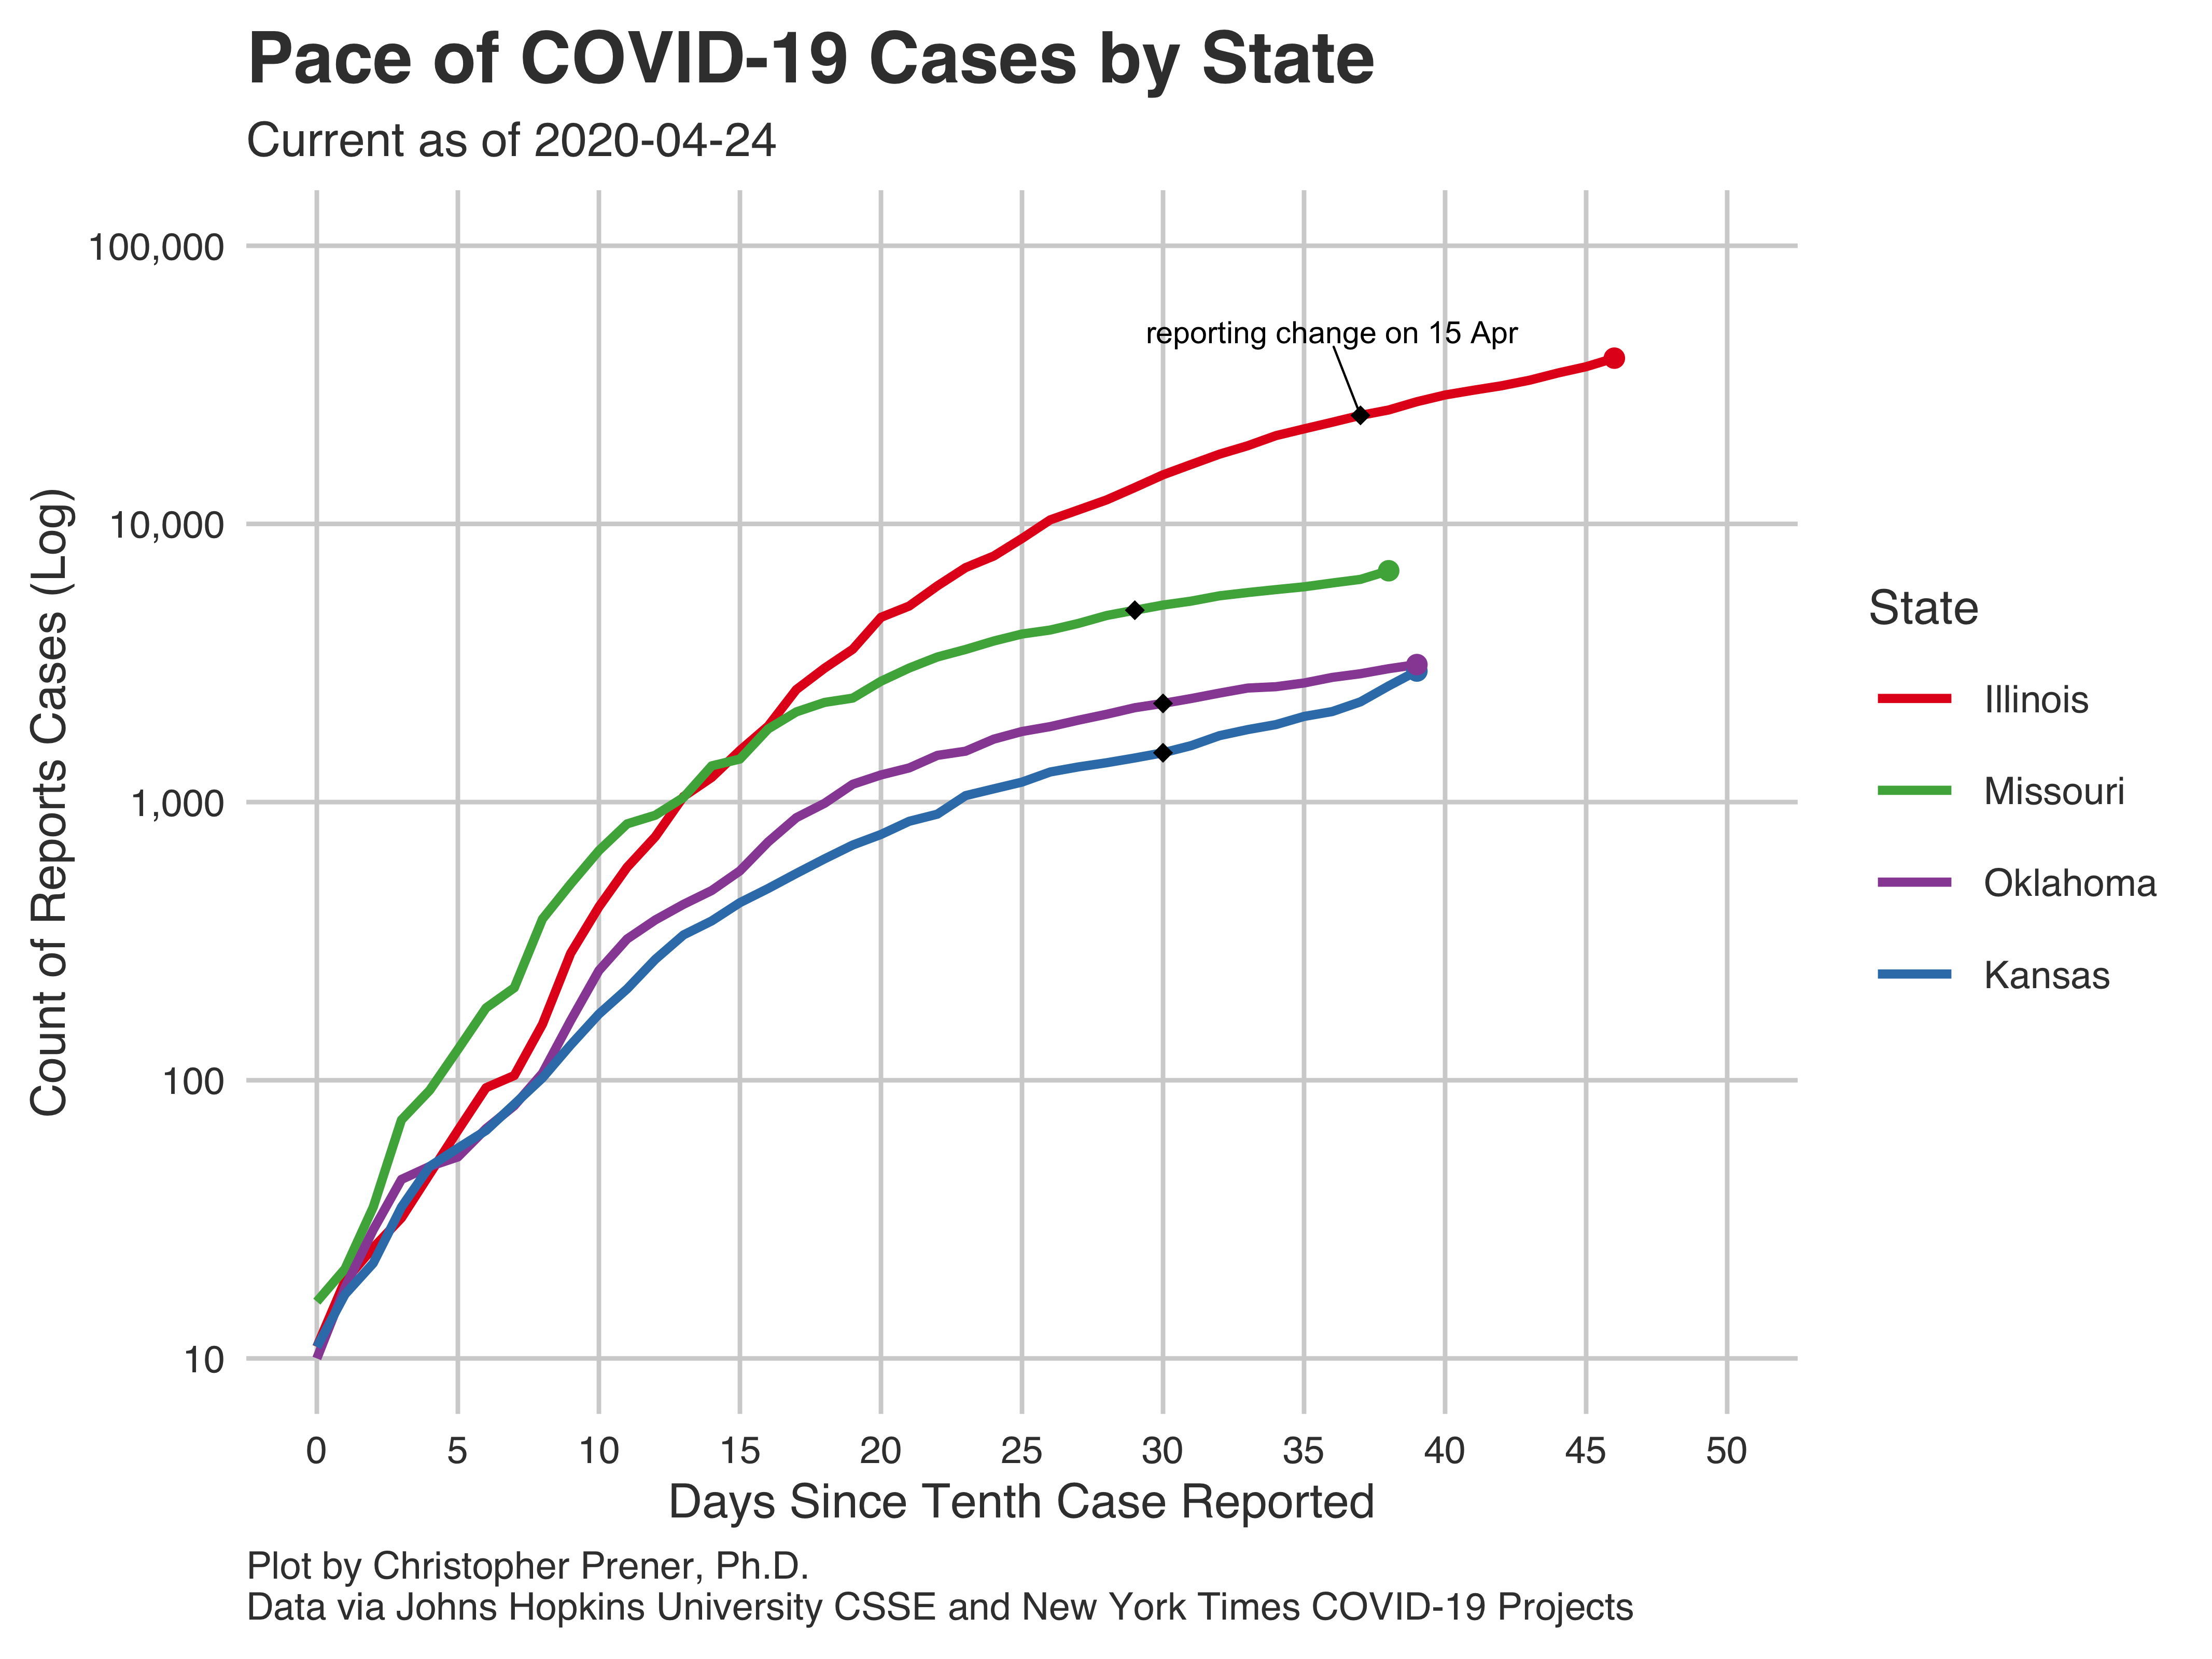 Pace of COVID-19 Cases by State
Current as of 2020-04-24
Count of Reports Cases (Log)
100,000
10,000
1,000
100
10
reporting change on 15 Apr
State
Illinois
Missouri
Oklahoma
Kansas
0 5 10 15 20 25 30 35 40 45 50
Days Since Tenth Case Reported
Plot by Christopher Prener, Ph.D.
Data via Johns Hopkins University CSSE and New York Times COVID-19 Projects